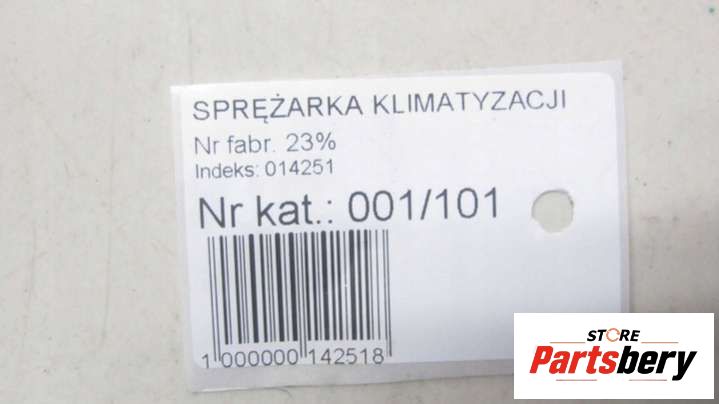 SPRĘŻARKA KLIMATYZACJI
Nr fabr. 23%
Indeks: 014251
Nr kat.: 001/101
1 000000 142518
STORE
Partsbery